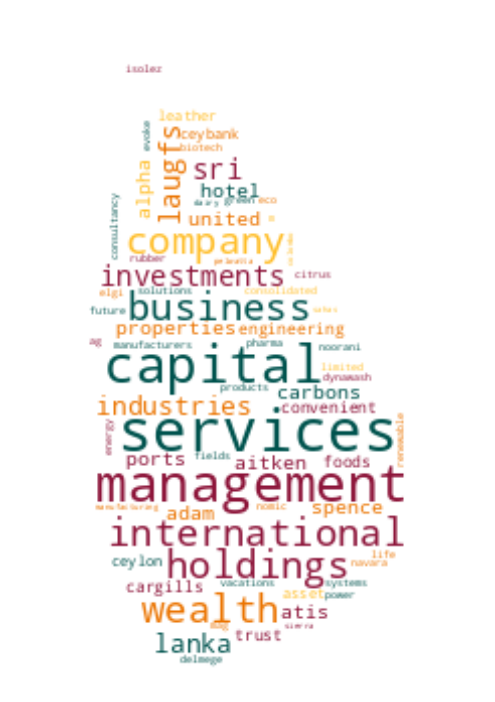 isolez
leather
evoke
ceybank
biotech
laugfs
alpha
sri
hotel
dairy green eco
consultancy
united
company
rubber
pelwatta
investments citrus
elgi solutions consolidated
future business
properties engineering
ag manufacturers pharma noorani
capital limited
dynawash
products carbons
industries convenient
services
energy
renewable
ports fields aitken foods
management
manufacturing adam nomic spence
international
life
ceylon holdings navara
cargills vacations systems
asset power
wealth atis
sierra
lanka trust
delmege